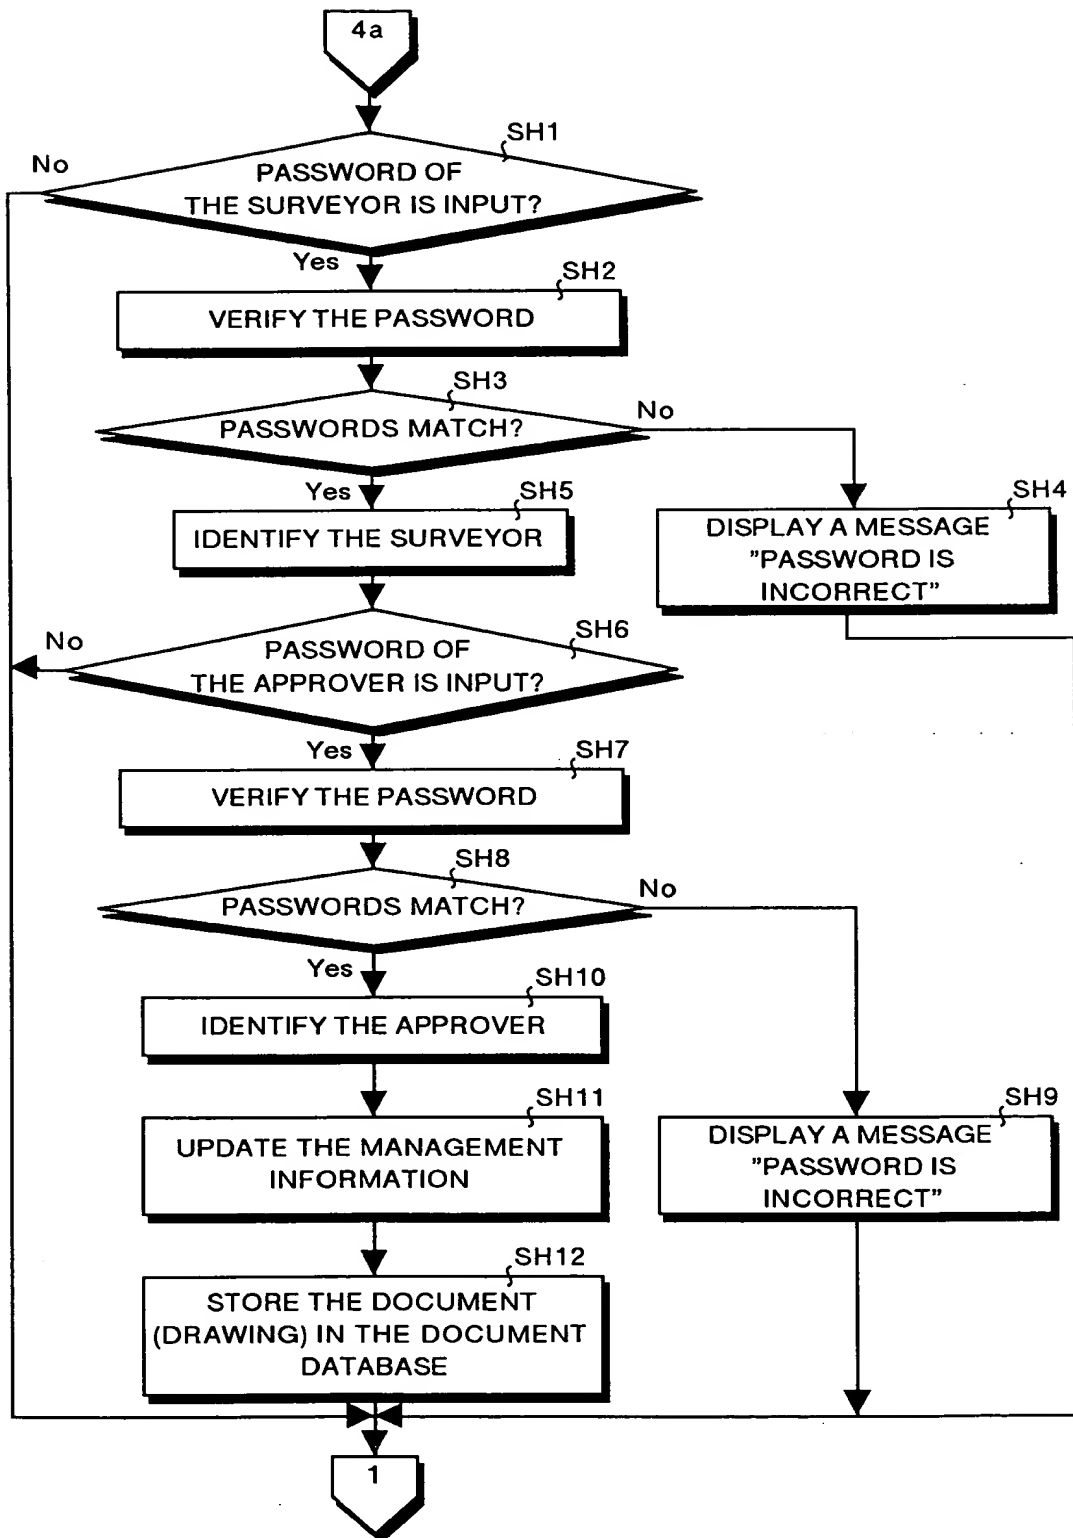 4a
SH1
No
PASSWORD OF
THE SURVEYOR IS INPUT?
Yes
SH2
VERIFY THE PASSWORD
SH3
PASSWORDS MATCH?
No
Yes
SH5
IDENTIFY THE SURVEYOR
SH4
DISPLAY A MESSAGE
"PASSWORD IS
INCORRECT"
SH6
No
PASSWORD OF
THE APPROVER IS INPUT?
Yes
SH7
VERIFY THE PASSWORD
SH8
PASSWORDS MATCH?
No
Yes
SH10
IDENTIFY THE APPROVER
SH11
UPDATE THE MANAGEMENT
INFORMATION
SH9
DISPLAY A MESSAGE
"PASSWORD IS
INCORRECT"
SH12
STORE THE DOCUMENT
(DRAWING) IN THE DOCUMENT
DATABASE
1